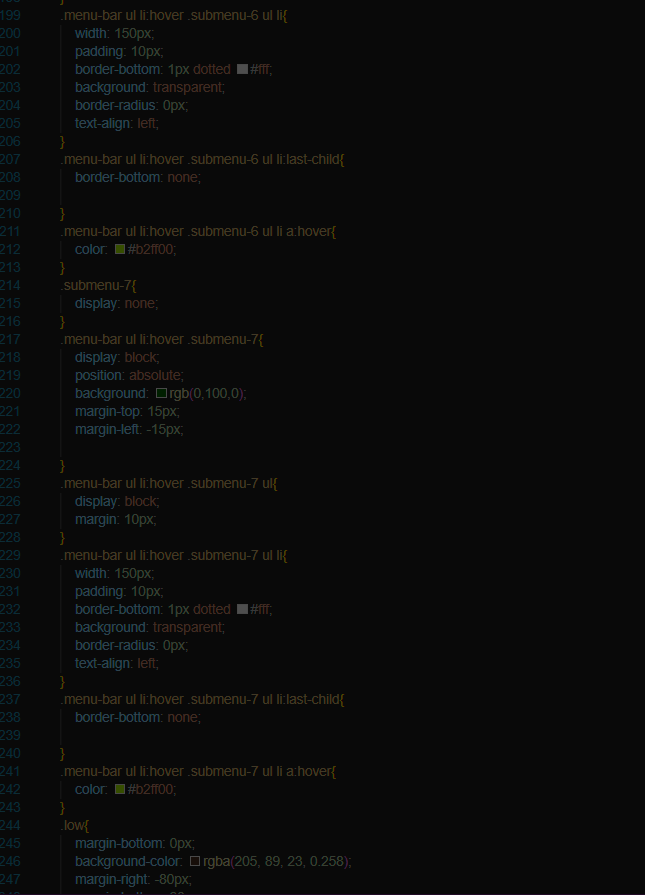 199 .menu-bar ul li:hover .submenu-6 ul li{
200 width: 150px;
201 padding: 10px;
202 border-bottom: 1px dotted #fff;
203 background: transparent;
204 border-radius: 0px;
205 text-align: left;
206 }
207 .menu-bar ul li:hover .submenu-6 ul li:last-child{
208 border-bottom: none;
209
210 }
211 .menu-bar ul li:hover .submenu-6 ul li a:hover{
212 color: #b2ff00;
213 }
214 .submenu-7{
215 display: none;
216 }
217 .menu-bar ul li:hover .submenu-7{
218 display: block;
219 position: absolute;
220 background: rgb(0,100,0);
221 margin-top: 15px;
222 margin-left: -15px;
223
224 }
225 .menu-bar ul li:hover .submenu-7 ul{
226 display: block;
227 margin: 10px;
228 }
229 .menu-bar ul li:hover .submenu-7 ul li{
230 width: 150px;
231 padding: 10px;
232 border-bottom: 1px dotted #fff;
233 background: transparent;
234 border-radius: 0px;
235 text-align: left;
236 }
237 .menu-bar ul li:hover .submenu-7 ul li:last-child{
238 border-bottom: none;
239
240 }
241 .menu-bar ul li:hover .submenu-7 ul li a:hover{
242 color: #b2ff00;
243 }
244 .low{
245 margin-bottom: 0px;
246 background-color: rgba(205, 89, 23, 0.258);
247 margin-right: -80px;